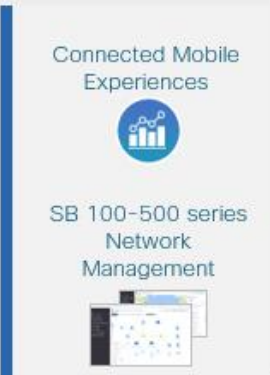 Connected Mobile
Experiences
SB 100-500 series
Network
Management